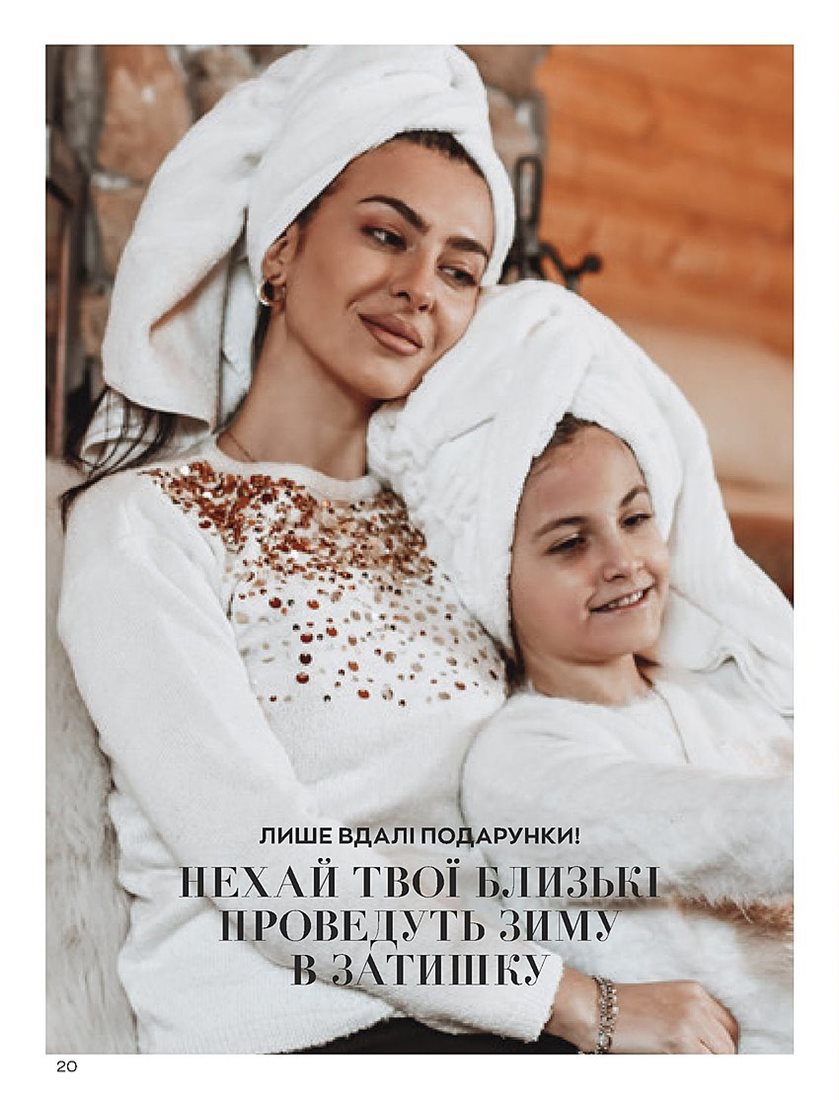 ЛИШЕ ВДАЛІ ПОДАРУНКИ!
НЕХАЙ ТВОЇ БЛИЗЬКІ
ПРОВЕДУТЬ ЗИМУ
В ЗАТИШКУ
20